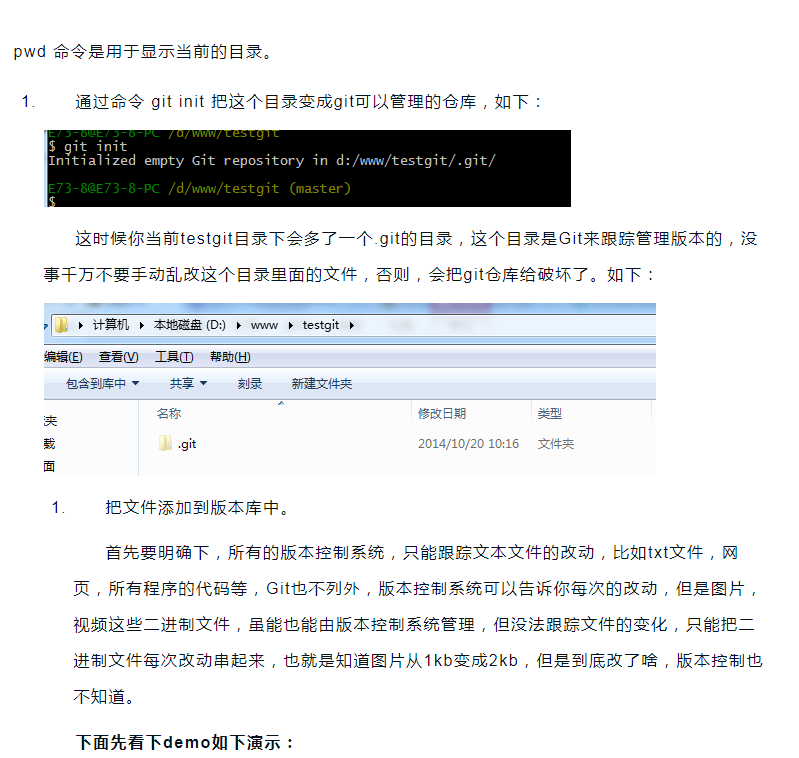 pwd 命令是用于显示当前的目录。
1. 通过命令 git init 把这个目录变成git可以管理的仓库，如下：
E73-8@E73-8-PC /d/www/testgit
$ git init
Initialized empty Git repository in d:/www/testgit/.git/
E73-8@E73-8-PC /d/www/testgit (master)
$
这时候你当前testgit目录下会多了一个.git的目录，这个目录是Git来跟踪管理版本的，没
事千万不要手动乱改这个目录里面的文件，否则，会把git仓库给破坏了。如下：
计算机 本地磁盘 (D:) www testgit
编辑(E) 查看(V) 工具(T) 帮助(H)
包含到库中 共享 刻录 新建文件夹
名称 修改日期 类型
夹
.git 2014/10/20 10:16 文件夹
载
面
1. 把文件添加到版本库中。
首先要明确下，所有的版本控制系统，只能跟踪文本文件的改动，比如txt文件，网
页，所有程序的代码等，Git也不列外，版本控制系统可以告诉你每次的改动，但是图片，
视频这些二进制文件，虽能也能由版本控制系统管理，但没法跟踪文件的变化，只能把二
进制文件每次改动串起来，也就是知道图片从1kb变成2kb，但是到底改了啥，版本控制也
不知道。
下面先看下demo如下演示：